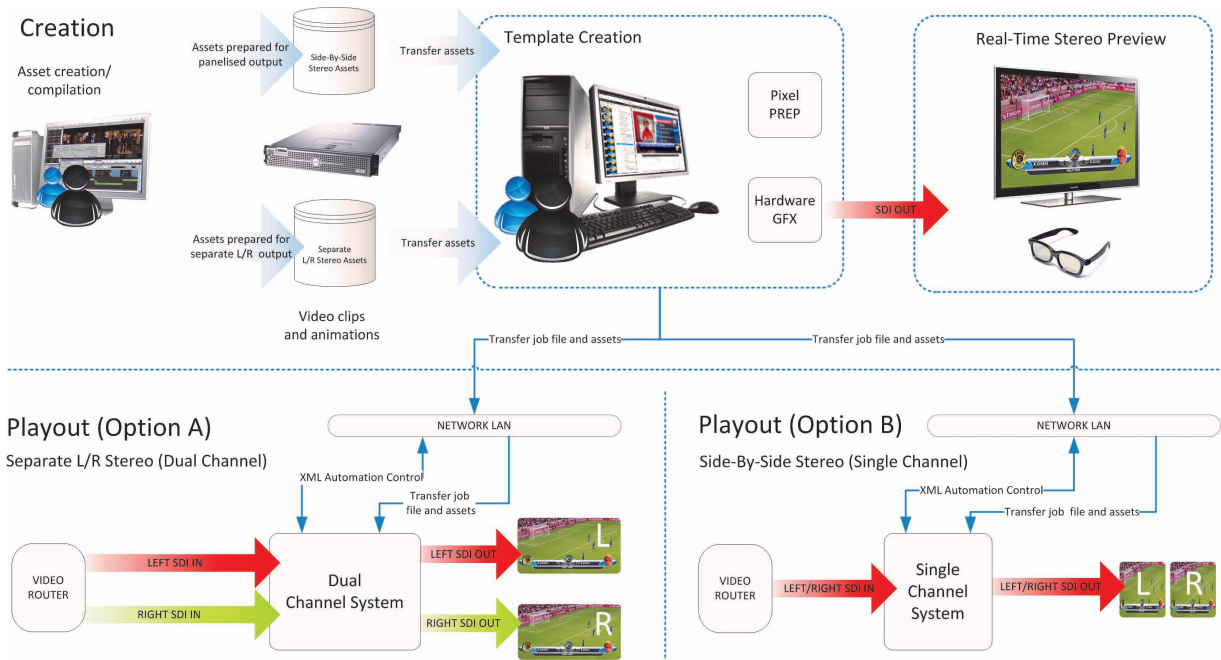 Creation
Asset creation/
compilation
Assets prepared for
panelised output
Side-By-Side
Stereo Assets
Transfer assets
Assets prepared for
separate L/R output
Separate
L/R Stereo Assets
Transfer assets
Video clips
and animations
Template Creation
Pixel
PREP
Hardware
GFX
SDI OUT
Real-Time Stereo Preview
Transfer job file and assets
Transfer job file and assets
Playout (Option A)
Separate L/R Stereo (Dual Channel)
NETWORK LAN
XML Automation Control
Transfer job
file and assets
VIDEO
ROUTER
LEFT SDI IN
RIGHT SDI IN
Dual
Channel System
LEFT SDI OUT
RIGHT SDI OUT
L
R
Playout (Option B)
Side-By-Side Stereo (Single Channel)
NETWORK LAN
XML Automation Control
Transfer job file and assets
VIDEO
ROUTER
LEFT/RIGHT SDI IN
Single
Channel
System
LEFT/RIGHT SDI OUT
L
R